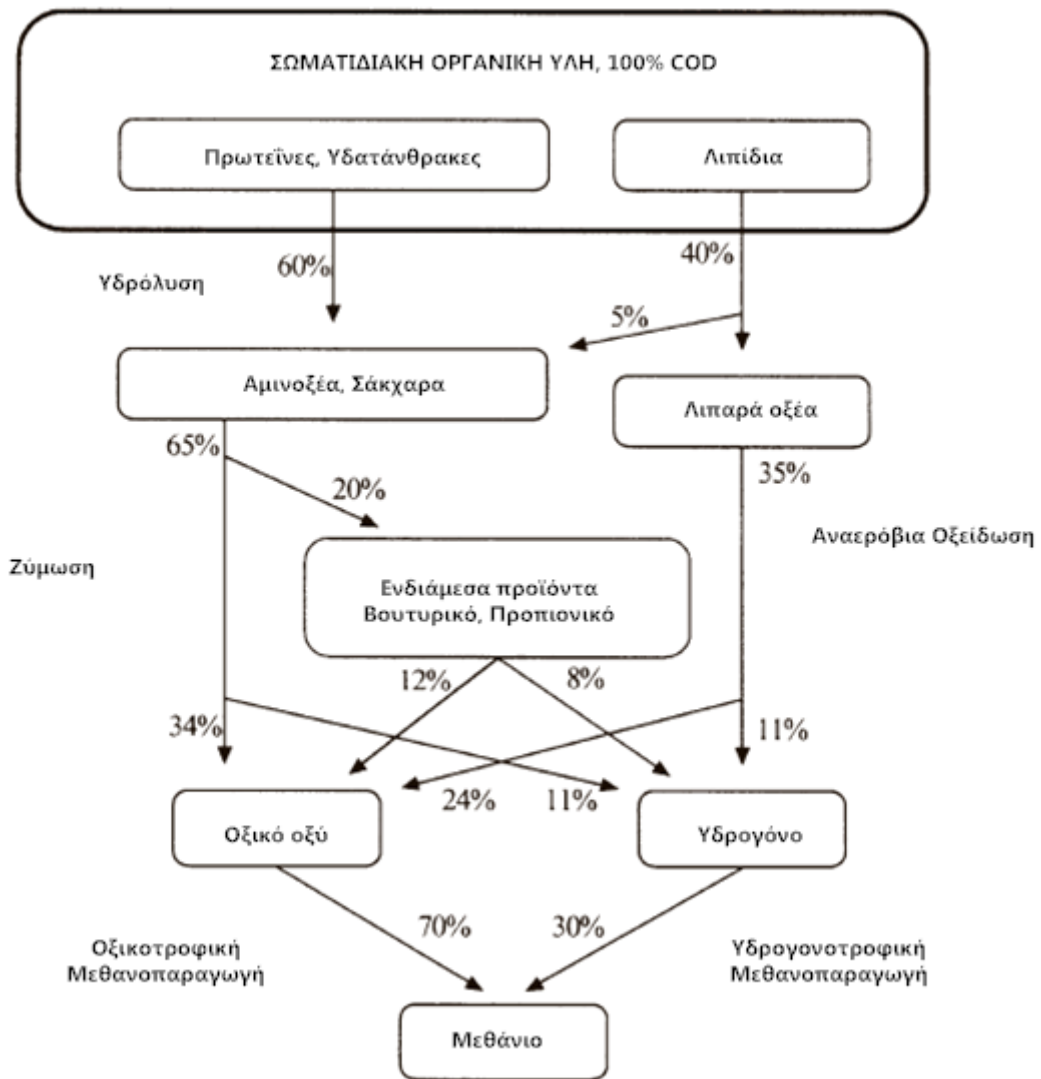 ΣΩΜΑΤΙΔΙΑΚΗ ΟΡΓΑΝΙΚΗ ΥΛΗ, 100% COD
Πρωτεΐνες, Υδατάνθρακες
Λιπίδια
60%
40%
Υδρόλυση
5%
Αμινοξέα, Σάκχαρα
Λιπαρά οξέα
65%
35%
20%
Αναερόβια Οξείδωση
Ζύμωση
Ενδιάμεσα προϊόντα
Βουτυρικό, Προπιονικό
12%
8%
34%
11%
24%
11%
Οξικό οξύ
Υδρογόνο
70%
30%
Οξικοτροφική
Μεθανοπαραγωγή
Υδρογονοτροφική
Μεθανοπαραγωγή
Μεθάνιο